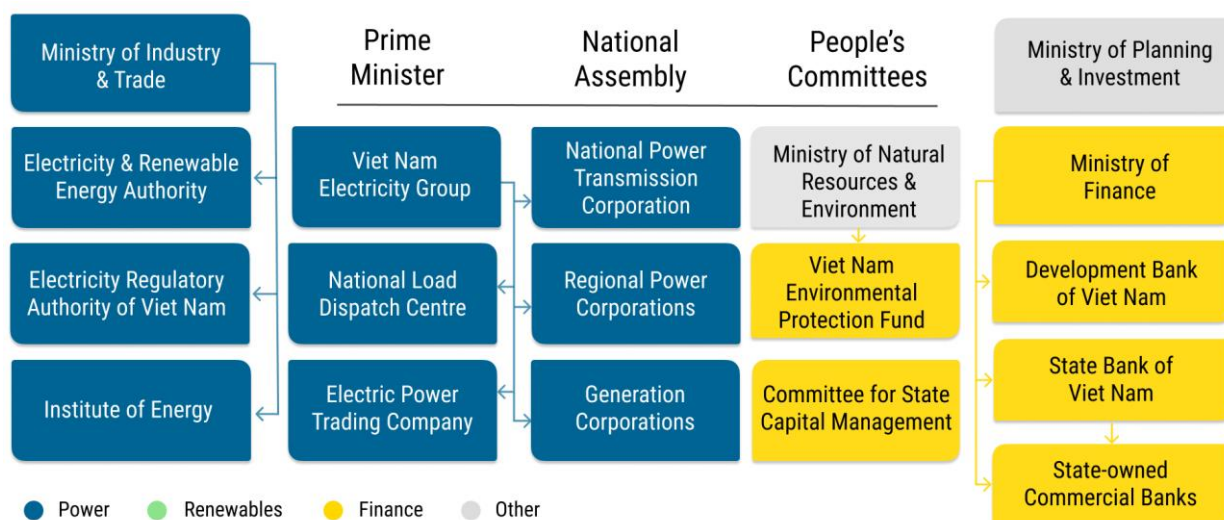 Ministry of Industry
& Trade
Electricity & Renewable
Energy Authority
Electricity Regulatory
Authority of Viet Nam
Institute of Energy
Prime
Minister
National
Assembly
People's
Committees
Viet Nam
Electricity Group
National Load
Dispatch Centre
Electric Power
Trading Company
National Power
Transmission
Corporation
Regional Power
Corporations
Generation
Corporations
Ministry of Natural
Resources &
Environment
Viet Nam
Environmental
Protection Fund
Committee for State
Capital Management
Ministry of Planning
& Investment
Ministry of
Finance
Development Bank
of Viet Nam
State Bank of
Viet Nam
State-owned
Commercial Banks
Power
Renewables
Finance
Other